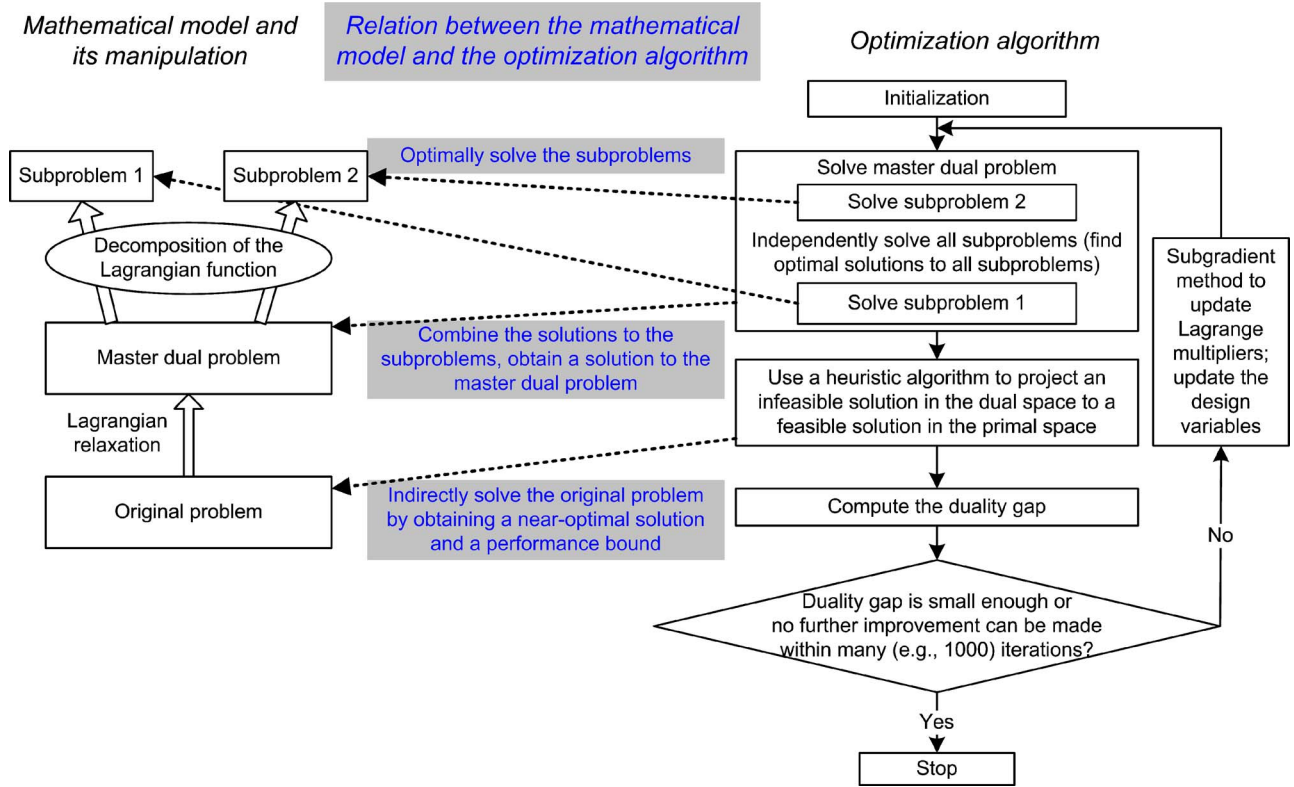 Mathematical model and
its manipulation
Relation between the mathematical
model and the optimization algorithm
Optimization algorithm
Initialization
Subproblem 1
Subproblem 2
Optimally solve the subproblems
Solve master dual problem
Solve subproblem 2
Independently solve all subproblems (find
optimal solutions to all subproblems)
Solve subproblem 1
Decomposition of the
Lagrangian function
Subgradient
method to
update
Lagrange
multipliers;
update the
design
variables
Master dual problem
Combine the solutions to the
subproblems, obtain a solution to the
master dual problem
Use a heuristic algorithm to project an
infeasible solution in the dual space to a
feasible solution in the primal space
Lagrangian
relaxation
Original problem
Indirectly solve the original problem
by obtaining a near-optimal solution
and a performance bound
Compute the duality gap
No
Duality gap is small enough or
no further improvement can be made
within many (e.g., 1000) iterations?
Yes
Stop